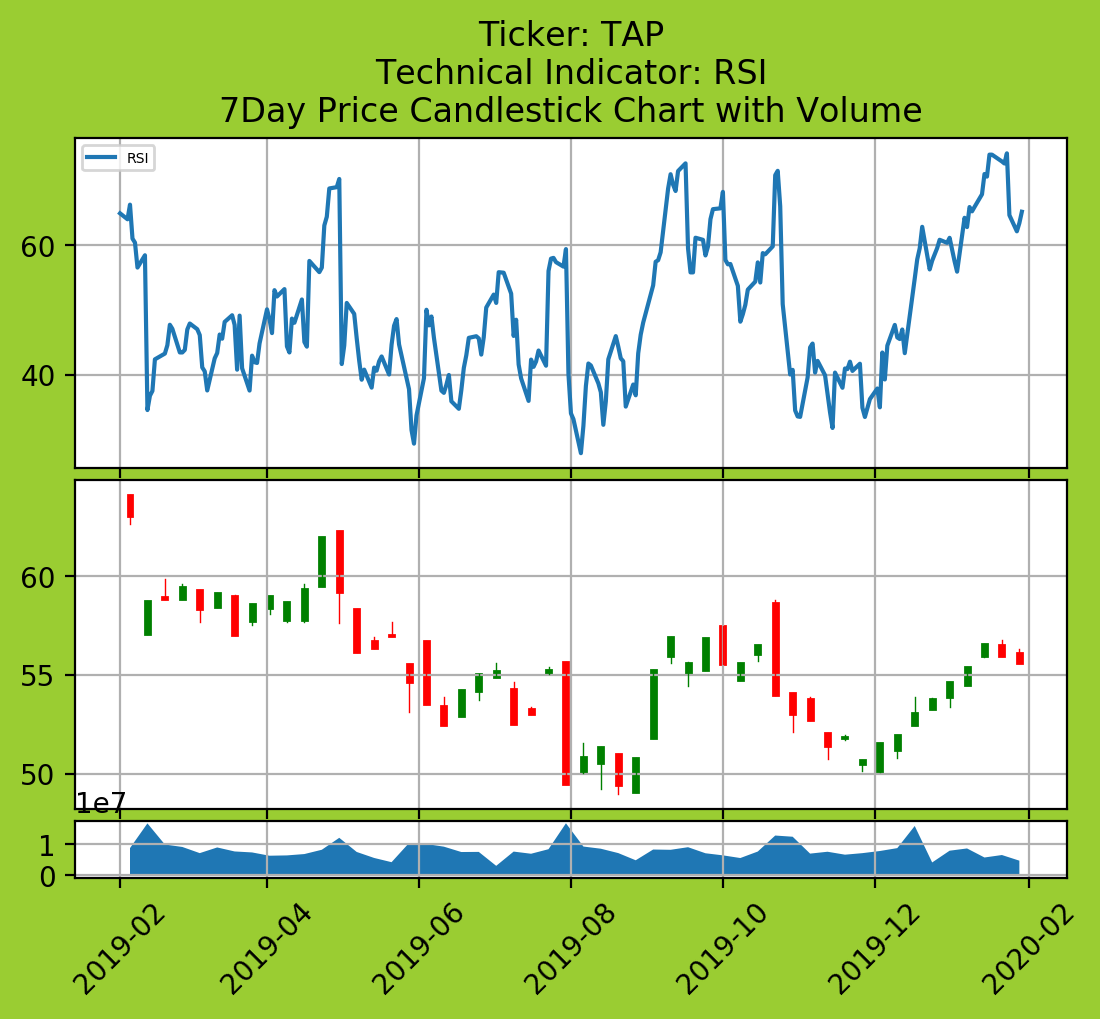 Ticker: TAP
Technical Indicator: RSI
7Day Price Candlestick Chart with Volume
RSI
60
40
60
55
50
1e7
1
0
2019-02
2019-04
2019-06
2019-08
2019-10
2019-12
2020-02